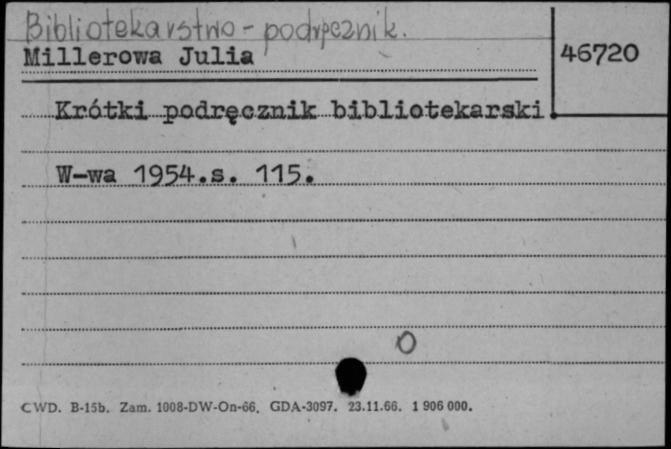 Bibliotekarstwo - podręcznik.
Millerowa Julia
46720
Krótki podręcznik bibliotekarski.
W-wa 1954.s. 115.
0
CWD. B-15b. Zam. 1008-DW-On-66. GDA-3097. 23.11.66. 1 906 000.